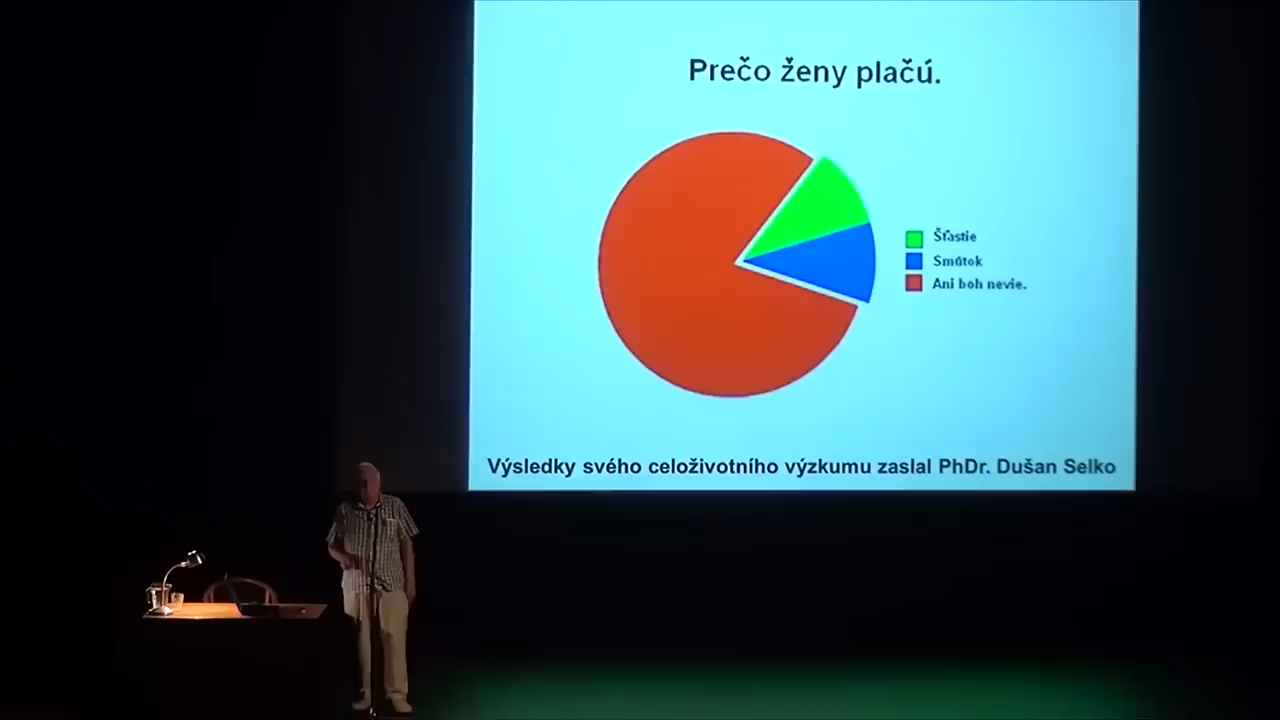 Prečo ženy plačú.
Šťastie
Smútok
Ani boh nevie.
Výsledky svého celoživotního výzkumu zaslal PhDr. Dušan Selko